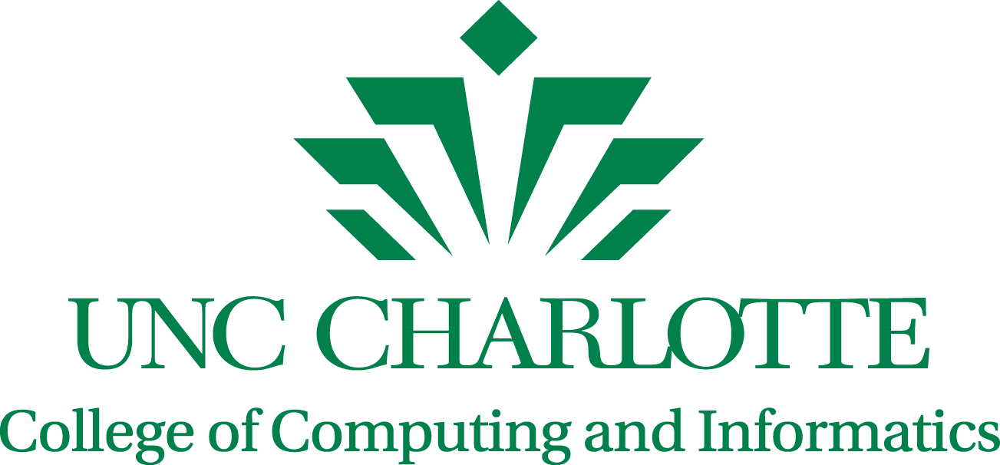 UNC CHARLOTTE
College of Computing and Informatics